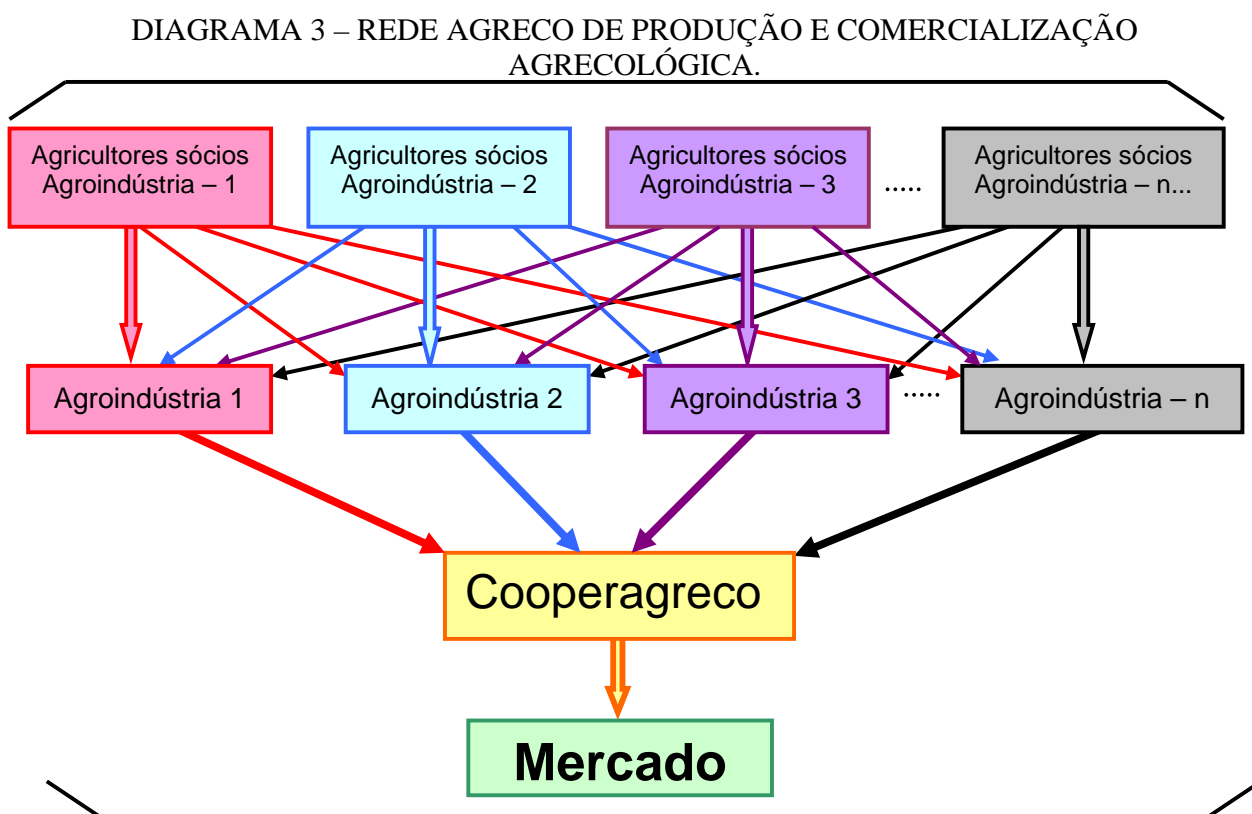 DIAGRAMA 3 – REDE AGRECO DE PRODUÇÃO E COMERCIALIZAÇÃO
AGRECOLÓGICA.
Agricultores sócios
Agroindústria – 1
Agricultores sócios
Agroindústria – 2
Agricultores sócios
Agroindústria – 3
.....
Agricultores sócios
Agroindústria – n...
Agroindústria 1
Agroindústria 2
Agroindústria 3
.....
Agroindústria – n
Cooperagreco
Mercado